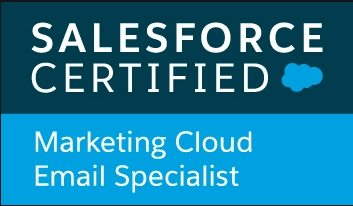 SALESFORCE
CERTIFIED
Marketing Cloud
Email Specialist